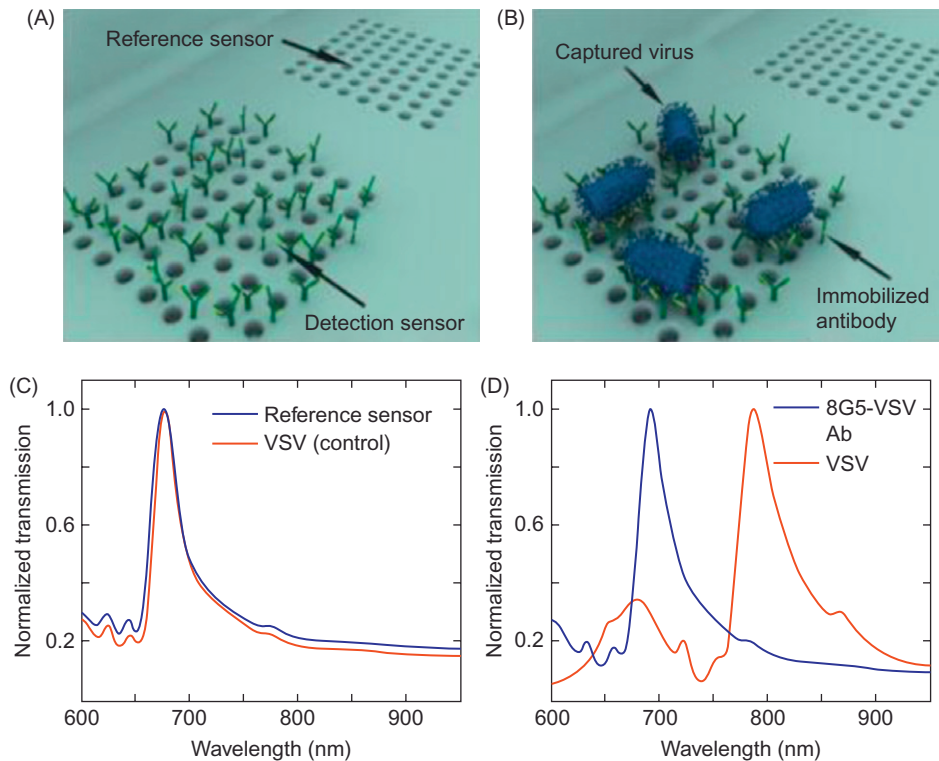 (A)
Reference sensor
Detection sensor
(B)
Captured virus
Immobilized
antibody
(C)
Normalized transmission
1.0
0.6
0.2
Reference sensor
VSV (control)
600
700
800
900
Wavelength (nm)
(D)
Normalized transmission
1.0
0.6
0.2
8G5-VSV
Ab
VSV
600
700
800
900
Wavelength (nm)